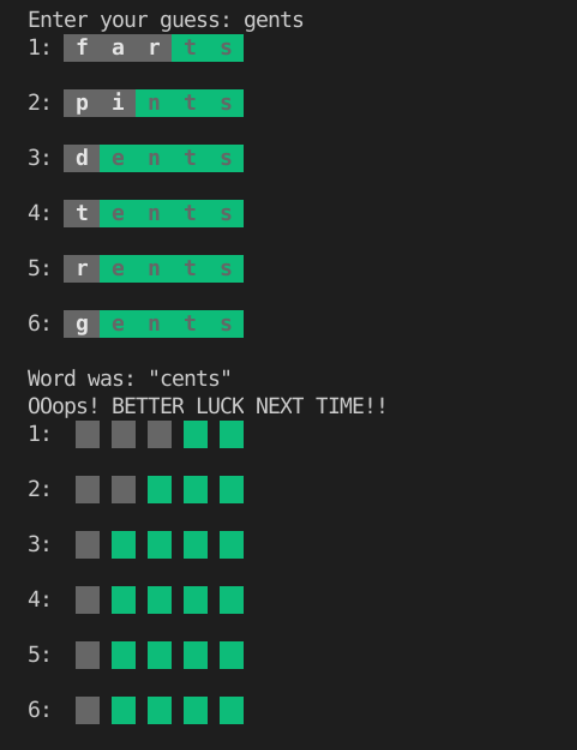 Enter your guess: gents
1: f a r t s
2: p i n t s
3: d e n t s
4: t e n t s
5: r e n t s
6: g e n t s
Word was: "cents"
OOops! BETTER LUCK NEXT TIME!!
1:
2:
3:
4:
5:
6: